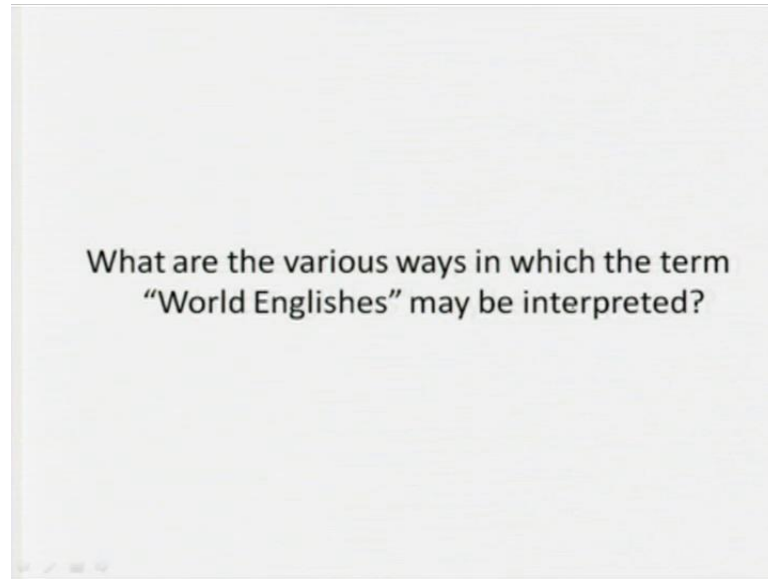 What are the various ways in which the term
“World Englishes” may be interpreted?